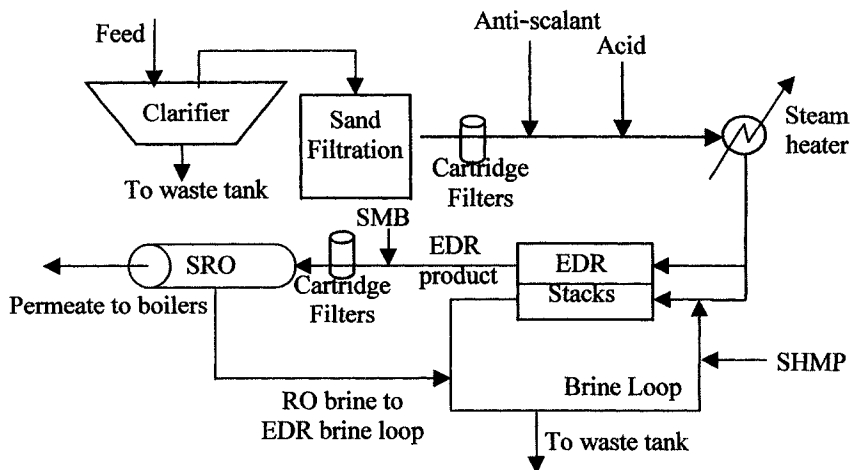 Feed
Clarifier
To waste tank
Sand
Filtration
Cartridge
Filters
Anti-scalant
Acid
Steam
heater
SMB
EDR
product
EDR
Stacks
SRO
Cartridge
Filters
Permeate to boilers
RO brine to
EDR brine loop
Brine Loop
SHMP
To waste tank